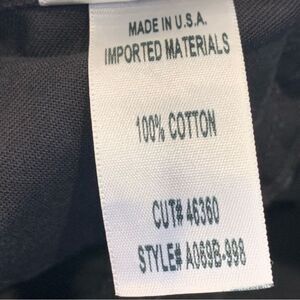 MADE IN U.S.A.
IMPORTED MATERIALS
100% COTTON
CUT# 46360
STYLE# A069B-998